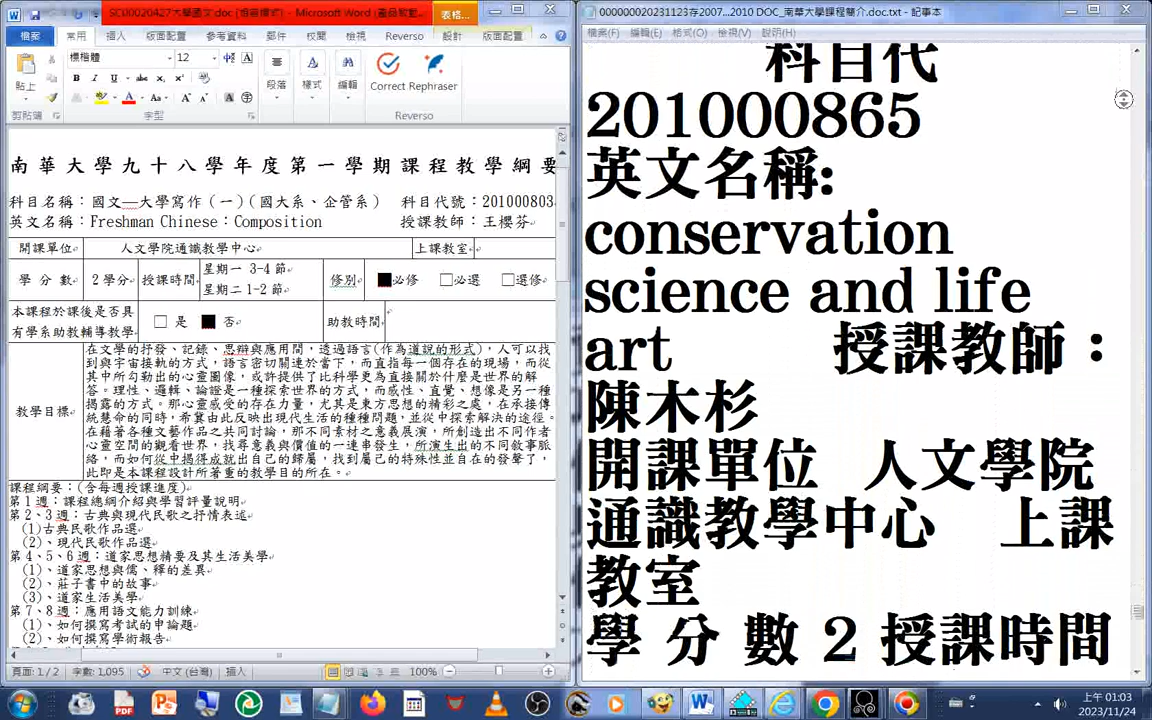 SC00020427大學國文.doc [相容模式] - Microsoft Word (產品啟動...
表格...
000000020231123存2007...2010 DOC_南華大學課程簡介.doc.txt - 記事本
檔案 常用 插入 版面配置 參考資料 郵件 校閱 檢視 Reverso 設計 版面配置
檔案(F) 編輯(E) 格式(O) 檢視(V) 說明(H)
標楷體 12
貼上 段落 樣式 編輯 Correct Rephraser
剪貼簿 字型 Reverso
南華大學九十八學年度第一學期課程教學綱要
科目名稱：國文—大學寫作(一)(國大系、企管系) 科目代號：201000803
英文名稱：Freshman Chinese：Composition 授課教師：王櫻芬
開課單位 人文學院通識教學中心 上課教室
學 分 數 2 學分 授課時間 星期一 3-4 節
星期二 1-2 節 修別 ■必修 □必選 □選修
本課程於課後是否具
有學系助教輔導教學 □ 是 ■ 否 助教時間
教學目標
在文學的抒發、記錄、思辯與應用間，透過語言(作為道說的形式)，人可以找
到與宇宙接軌的方式，語言密切關連於當下，而直指每一個存在的現場，而從
其中所勾勒出的心靈圖像，或許提供了比科學更為直接關於什麼是世界的解
答。理性、邏輯、論證是一種探索世界的方式，而感性、直覺、想像是另一種
揭露的方式。那心靈感受的存在力量，尤其是東方思想的精彩之處，在承接傳
統慧命的同時，希冀由此反映出現代生活的種種問題，並從中探索解決的途徑。
在藉著各種文藝作品之共同討論，那不同素材之意義展演，所創造出不同作者
心靈荃間的觀看世界，找尋意義與價值的一連串發生，所演生出的不同敘事脈
絡，而如何從中揭得成就出自己的歸屬，找到屬己的特殊性並自在的發聲了，
此即是本課程設計所著重的教學目的所在。
課程綱要：(含每週授課進度)
第 1 週：課程總綱介紹與學習評量說明
第 2、3 週：古典與現代民歌之抒情表述
(1)古典民歌作品選
(2)、現代民歌作品選
第 4、5、6 週：道家思想精要及其生活美學
(1)、道家思想與儒、釋的差異
(2)、莊子書中的故事
(3)、道家生活美學
第 7、8 週：應用語文能力訓練
(1)、如何撰寫考試的申論題
(2)、如何撰寫學術報告
頁面: 1 / 2 字數: 1,095 中文(台灣) 插入 100%
科目代
201000865
英文名稱:
conservation
science and life
art 授課教師：
陳木杉
開課單位 人文學院
通識教學中心 上課
教室
學 分 數 2 授課時間
上午 01:03
2023/11/24